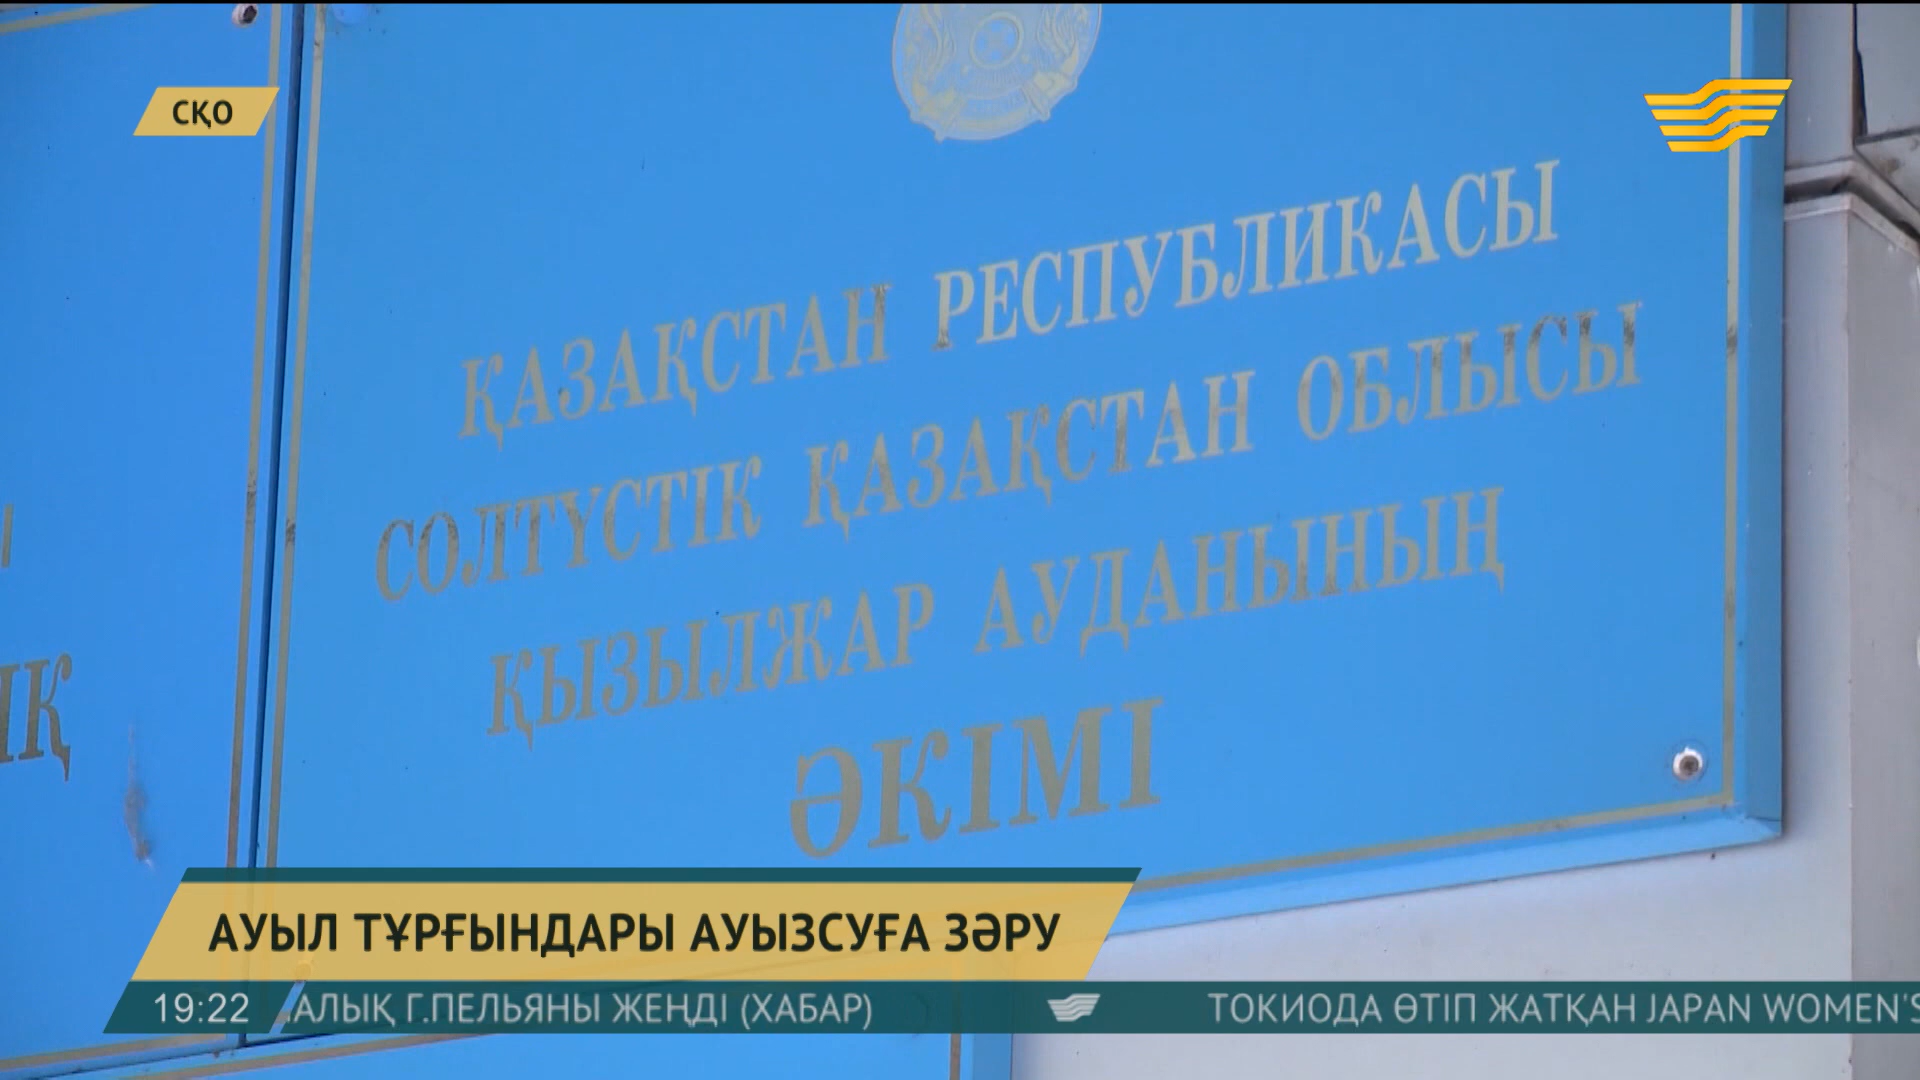 СҚО
ҚАЗАҚСТАН РЕСПУБЛИКАСЫ
СОЛТҮСТІК ҚАЗАҚСТАН ОБЛЫСЫ
ҚЫЗЫЛЖАР АУДАНЫНЫҢ
ӘКІМІ
АУЫЛ ТҰРҒЫНДАРЫ АУЫЗСУҒА ЗӘРУ
19:22 АЛЫҚ Г.ПЕЛЬЯНЫ ЖЕҢДІ (ХАБАР) ТОКИОДА ӨТІП ЖАТҚАН JAPAN WOMEN'S